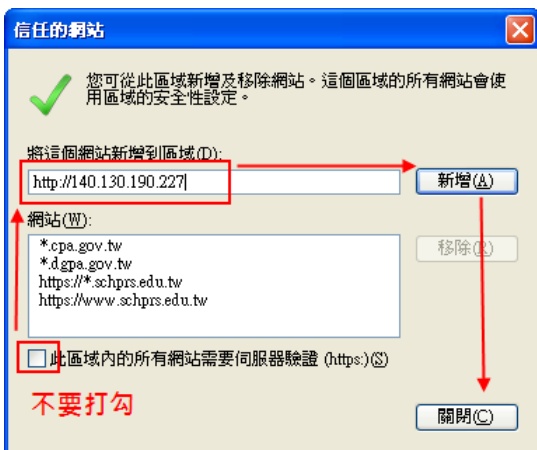 信任的網站
您可從此區域新增及移除網站。這個區域的所有網站會使
用區域的安全性設定。
將這個網站新增到區域(D):
http://140.130.190.227
新增(A)
網站(W):
*.cpa.gov.tw
*.dgpa.gov.tw
https://*.schprs.edu.tw
https://www.schprs.edu.tw
移除(R)
此區域內的所有網站需要伺服器驗證 (https:)(S)
不要打勾
關閉(C)